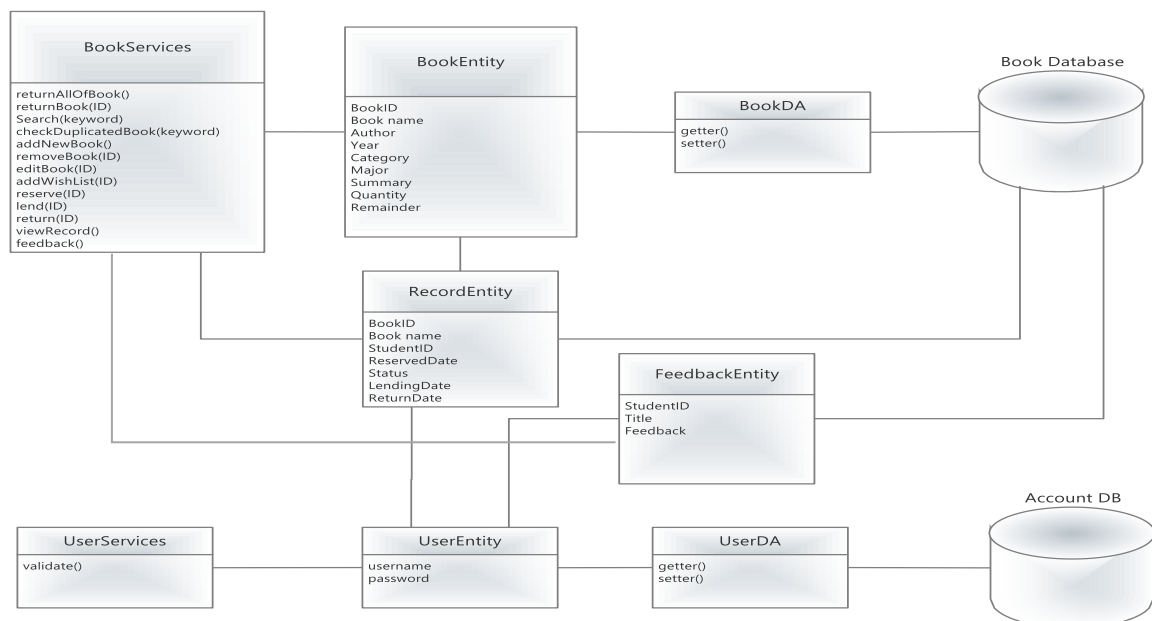 BookServices
returnAllOfBook()
returnBook(ID)
Search(keyword)
checkDuplicatedBook(keyword)
addNewBook()
removeBook(ID)
editBook(ID)
addWishList(ID)
reserve(ID)
lend(ID)
return(ID)
viewRecord()
feedback()
BookEntity
BookID
Book name
Author
Year
Category
Major
Summary
Quantity
Remainder
BookDA
getter()
setter()
Book Database
RecordEntity
BookID
Book name
StudentID
ReservedDate
Status
LendingDate
ReturnDate
FeedbackEntity
StudentID
Title
Feedback
UserServices
validate()
UserEntity
username
password
UserDA
getter()
setter()
Account DB